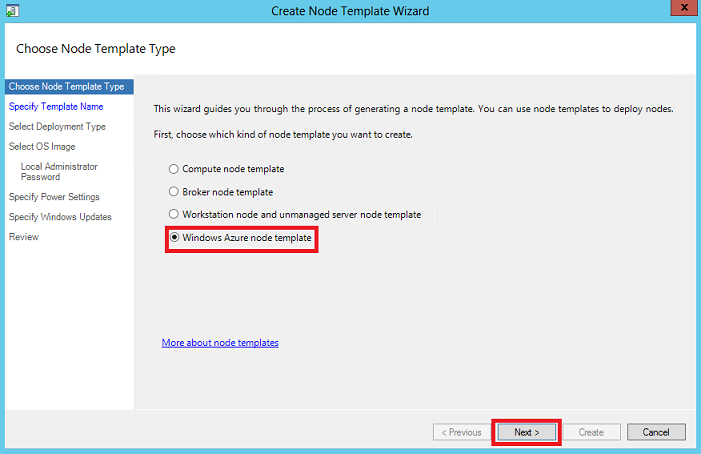 Create Node Template Wizard
x
Choose Node Template Type
Choose Node Template Type
Specify Template Name
Select Deployment Type
Select OS Image
Local Administrator
Password
Specify Power Settings
Specify Windows Updates
Review
This wizard guides you through the process of generating a node template. You can use node templates to deploy nodes.
First, choose which kind of node template you want to create.
Compute node template
Broker node template
Workstation node and unmanaged server node template
Windows Azure node template
More about node templates
< Previous
Next >
Create
Cancel